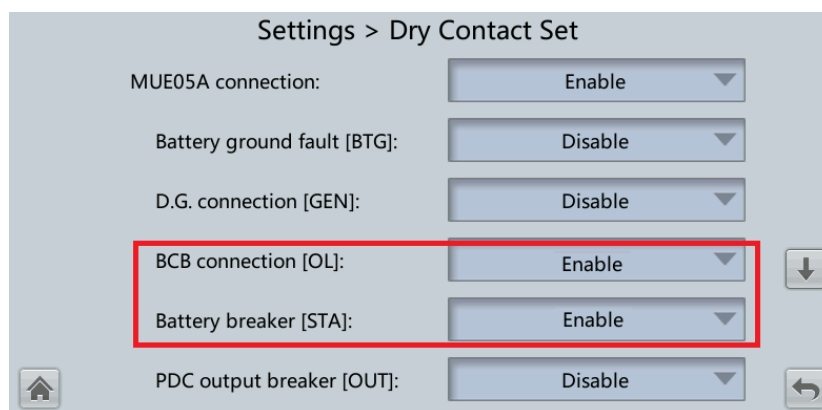 Settings > Dry Contact Set
MUE05A connection: Enable
Battery ground fault [BTG]: Disable
D.G. connection [GEN]: Disable
BCB connection [OL]: Enable
Battery breaker [STA]: Enable
PDC output breaker [OUT]: Disable